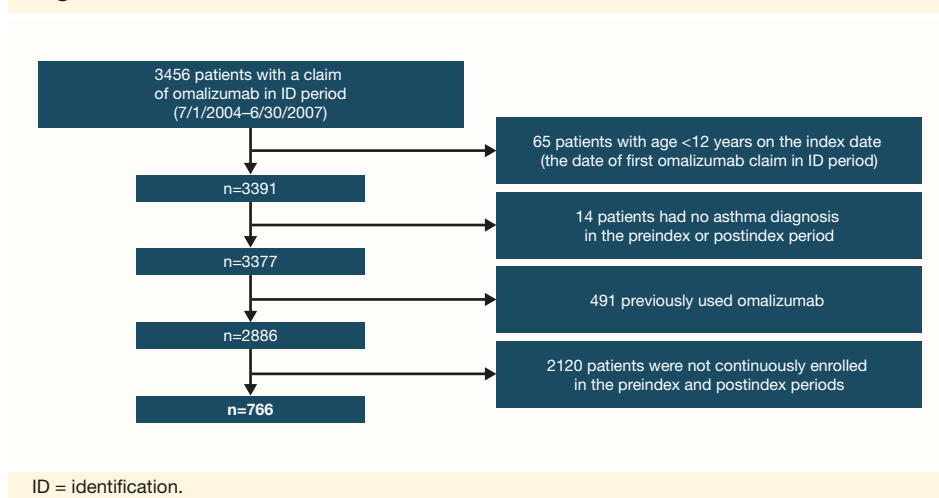 3456 patients with a claim
of omalizumab in ID period
(7/1/2004–6/30/2007)
65 patients with age <12 years on the index date
(the date of first omalizumab claim in ID period)
n=3391
14 patients had no asthma diagnosis
in the preindex or postindex period
n=3377
491 previously used omalizumab
n=2886
2120 patients were not continuously enrolled
in the preindex and postindex periods
n=766
ID = identification.